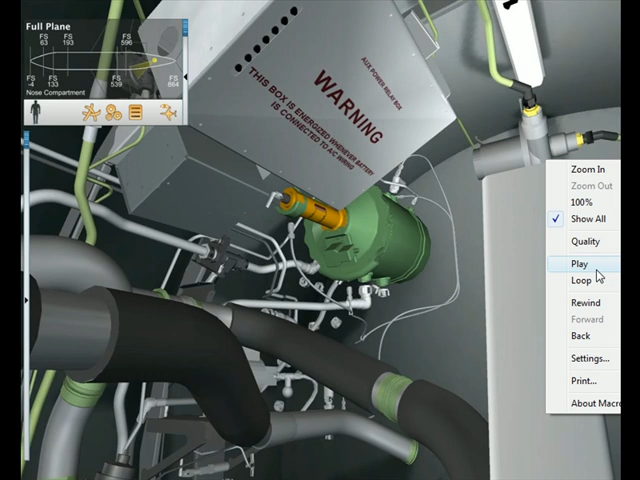 Full Plane
FS FS FS
63 193 596
FS FS FS FS
-4 133 539 864
Nose Compartment
AUX POWER RELAY BOX
WARNING
THIS BOX IS ENERGIZED WHENEVER BATTERY
IS CONNECTED TO A/C WIRING
Zoom In
Zoom Out
100%
Show All
Quality
Play
Loop
Rewind
Forward
Back
Settings...
Print...
About Macr